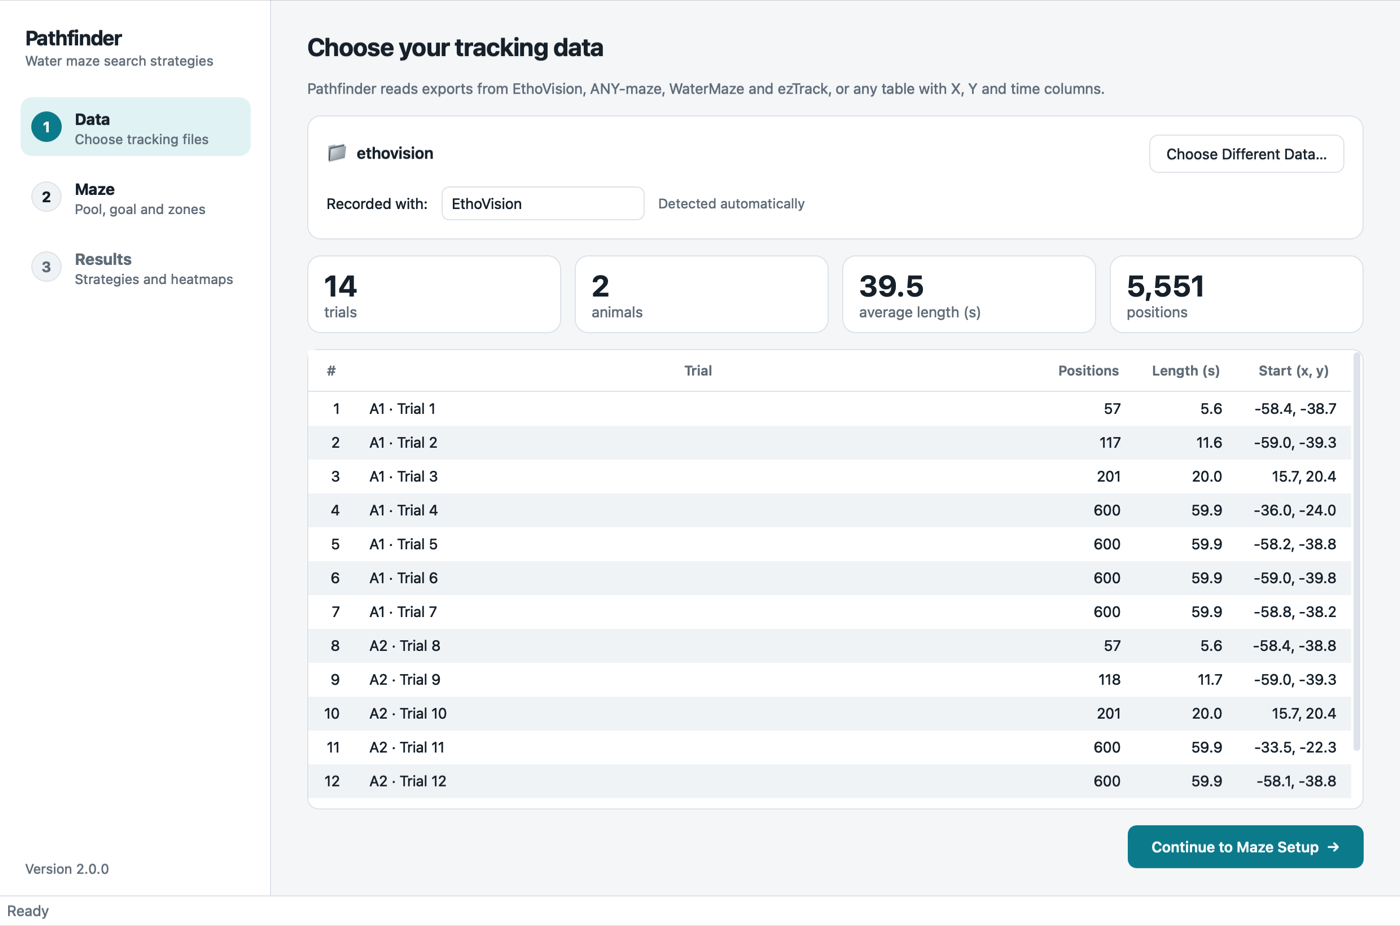 Pathfinder
Water maze search strategies
1 Data
Choose tracking files
2 Maze
Pool, goal and zones
3 Results
Strategies and heatmaps
Version 2.0.0
Choose your tracking data
Pathfinder reads exports from EthoVision, ANY-maze, WaterMaze and ezTrack, or any table with X, Y and time columns.
ethovision
Choose Different Data...
Recorded with: EthoVision Detected automatically
14
trials
2
animals
39.5
average length (s)
5,551
positions
# Trial Positions Length (s) Start (x, y)
1 A1 · Trial 1 57 5.6 -58.4, -38.7
2 A1 · Trial 2 117 11.6 -59.0, -39.3
3 A1 · Trial 3 201 20.0 15.7, 20.4
4 A1 · Trial 4 600 59.9 -36.0, -24.0
5 A1 · Trial 5 600 59.9 -58.2, -38.8
6 A1 · Trial 6 600 59.9 -59.0, -39.8
7 A1 · Trial 7 600 59.9 -58.8, -38.2
8 A2 · Trial 8 57 5.6 -58.4, -38.8
9 A2 · Trial 9 118 11.7 -59.0, -39.3
10 A2 · Trial 10 201 20.0 15.7, 20.4
11 A2 · Trial 11 600 59.9 -33.5, -22.3
12 A2 · Trial 12 600 59.9 -58.1, -38.8
Continue to Maze Setup →
Ready